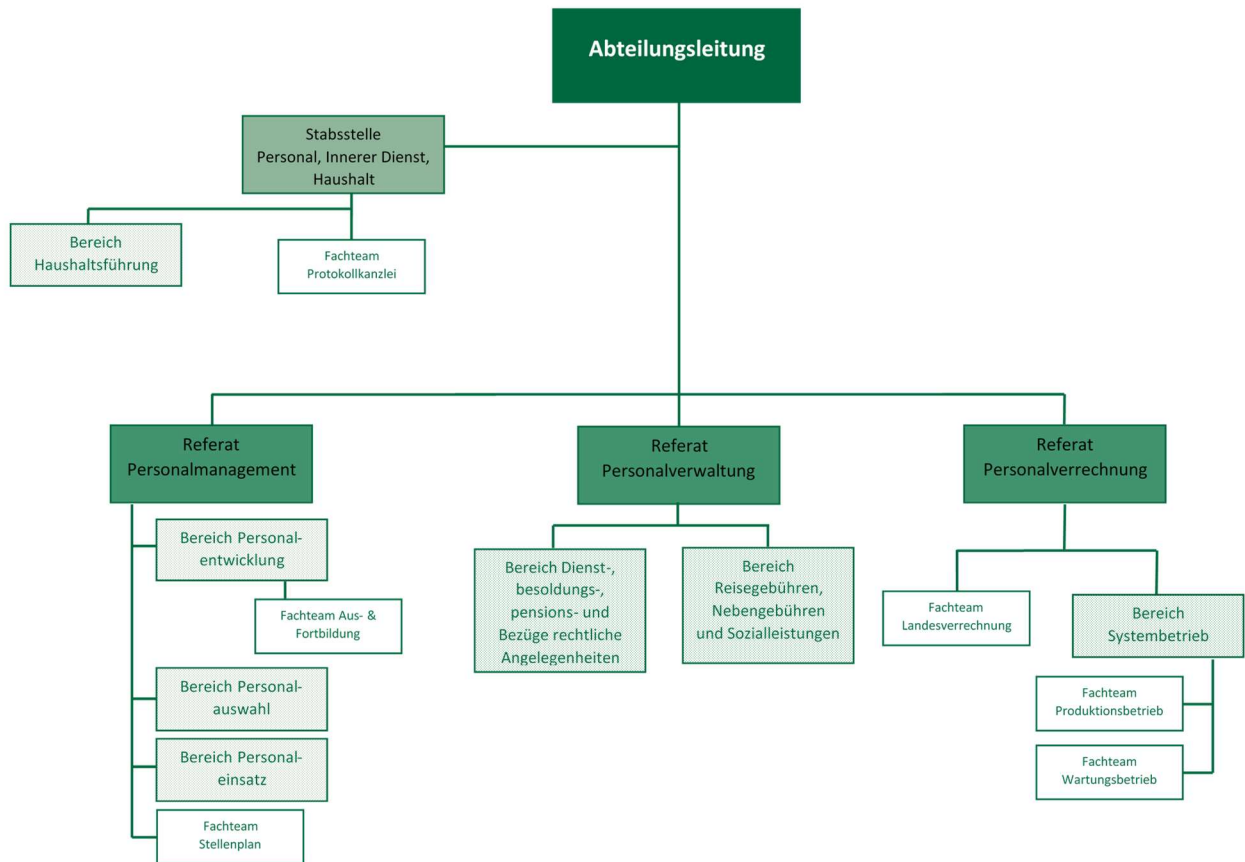 Abteilungsleitung
Stabsstelle
Personal, Innerer Dienst,
Haushalt
Bereich
Haushaltsführung
Fachteam
Protokollkanzlei
Referat
Personalmanagement
Bereich Personal-
entwicklung
Fachteam Aus- &
Fortbildung
Bereich Personal-
auswahl
Bereich Personal-
einsatz
Fachteam
Stellenplan
Referat
Personalverwaltung
Bereich Dienst-,
besoldungs-,
pensions- und
Bezüge rechtliche
Angelegenheiten
Bereich
Reisegebühren,
Nebengebühren
und Sozialleistungen
Referat
Personalverrechnung
Fachteam
Landesverrechnung
Bereich
Systembetrieb
Fachteam
Produktionsbetrieb
Fachteam
Wartungsbetrieb